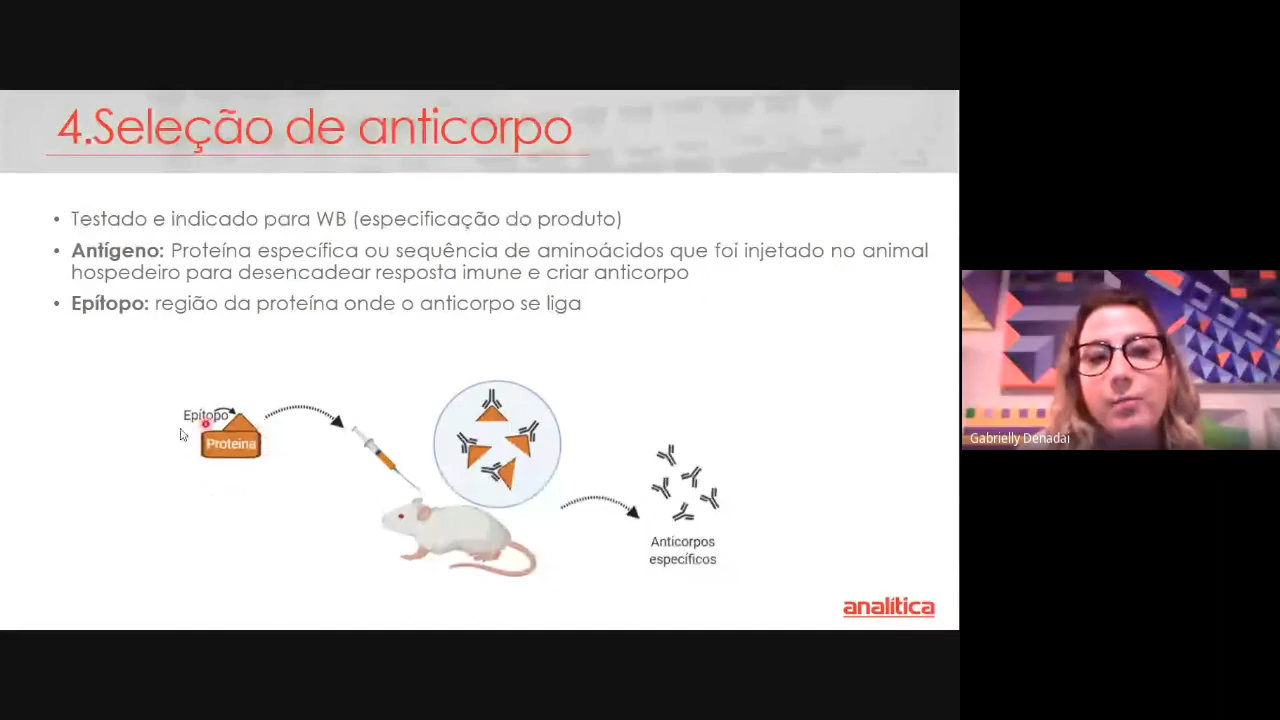 4.Seleção de anticorpo
• Testado e indicado para WB (especificação do produto)
• Antígeno: Proteína específica ou sequência de aminoácidos que foi injetado no animal
hospedeiro para desencadear resposta imune e criar anticorpo
• Epítopo: região da proteína onde o anticorpo se liga
Epítopo
Proteína
Anticorpos
específicos
analítica
Gabrielly Denadai